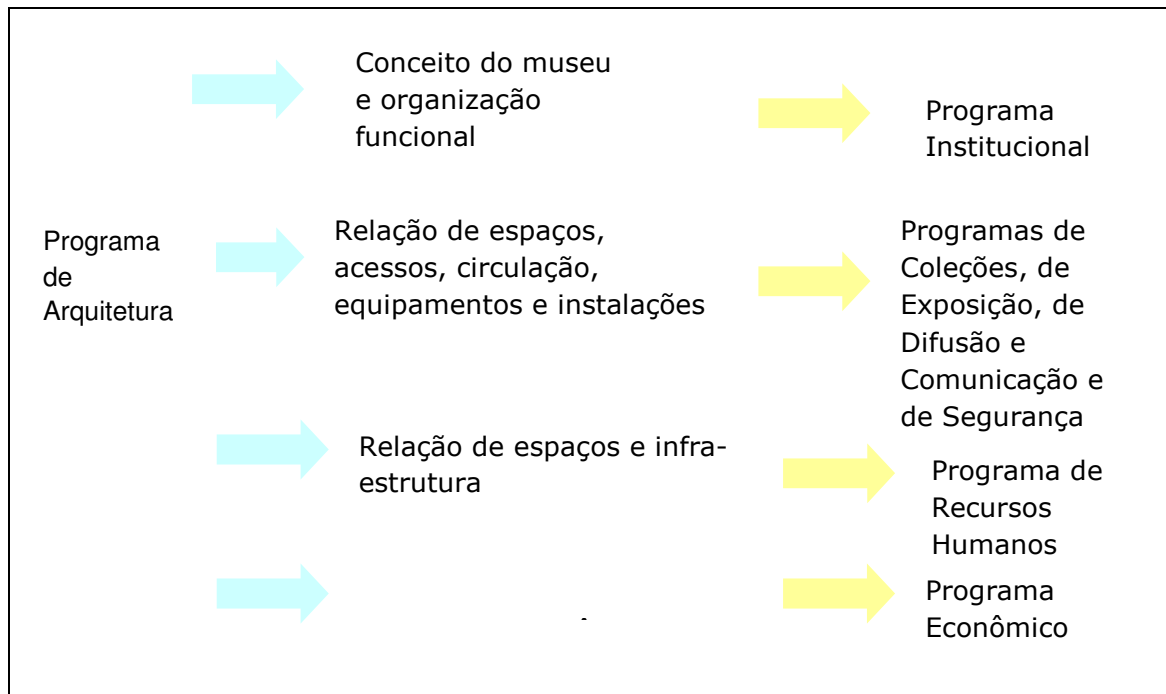 Conceito do museu
e organização
funcional
Programa
Institucional
Programa
de
Arquitetura
Relação de espaços,
acessos, circulação,
equipamentos e instalações
Programas de
Coleções, de
Exposição, de
Difusão e
Comunicação e
de Segurança
Relação de espaços e infra-
estrutura
Programa de
Recursos
Humanos
Programa
Econômico